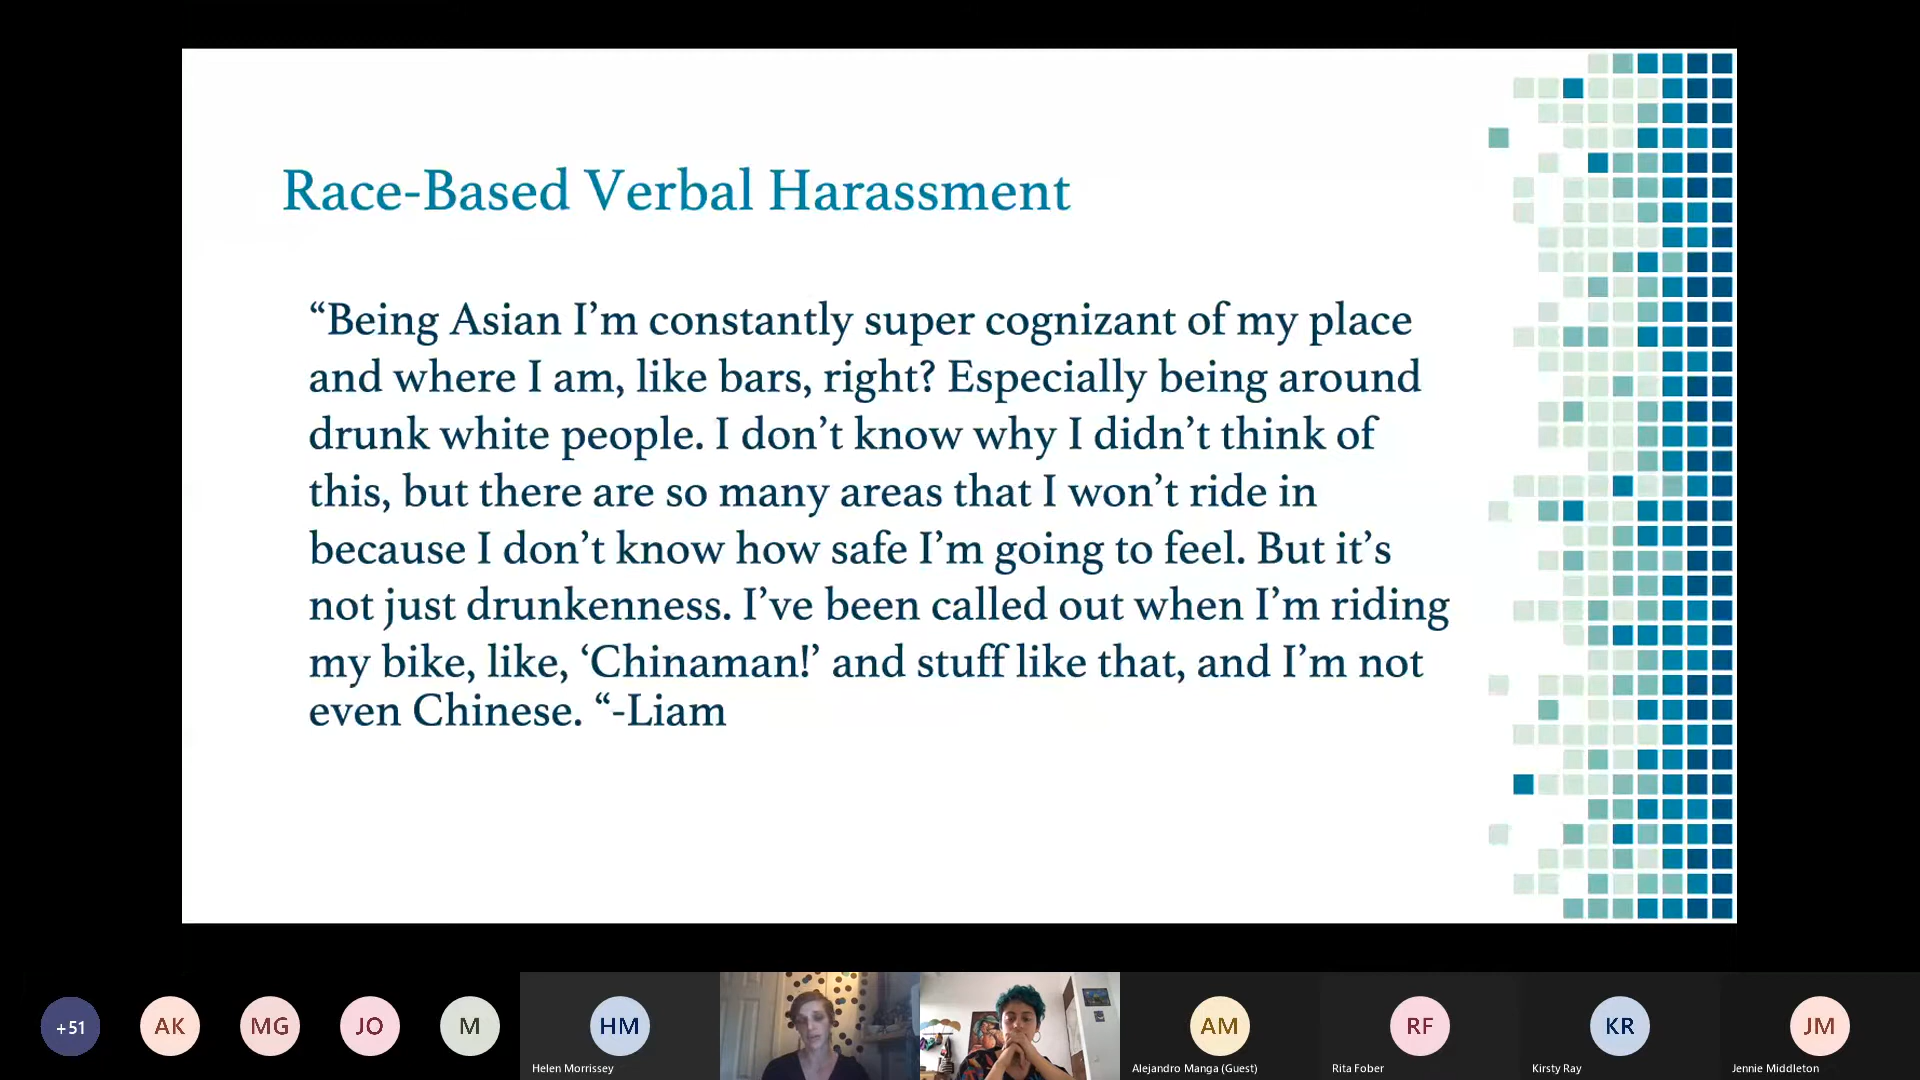 Race-Based Verbal Harassment
“Being Asian I’m constantly super cognizant of my place
and where I am, like bars, right? Especially being around
drunk white people. I don’t know why I didn’t think of
this, but there are so many areas that I won’t ride in
because I don’t know how safe I’m going to feel. But it’s
not just drunkenness. I’ve been called out when I’m riding
my bike, like, ‘Chinaman!’ and stuff like that, and I’m not
even Chinese. “-Liam
+51
AK
MG
JO
M
HM
Helen Morrissey
AM
Alejandro Manga (Guest)
RF
Rita Fober
KR
Kirsty Ray
JM
Jennie Middleton